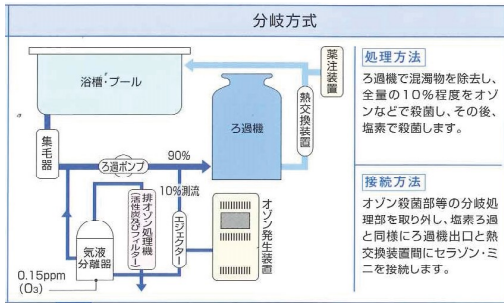 分岐方式
浴槽・プール
薬注装置
熱交換装置
ろ過機
集毛器
ろ過ポンプ
90%
10%測流
排オゾン処理機
(活性炭及びフィルター)
エジェクター
オゾン発生装置
気液
分離器
0.15ppm
(O₃)
処理方法
ろ過機で混濁物を除去し、
全量の10%程度をオゾ
ンなどで殺菌し、その後、
塩素で殺菌します。
接続方法
オゾン殺菌部等の分岐処
理部を取り外し、塩素ろ過
と同様にろ過機出口と熱
交換装置間にセラゾン・ミ
ニを接続します。